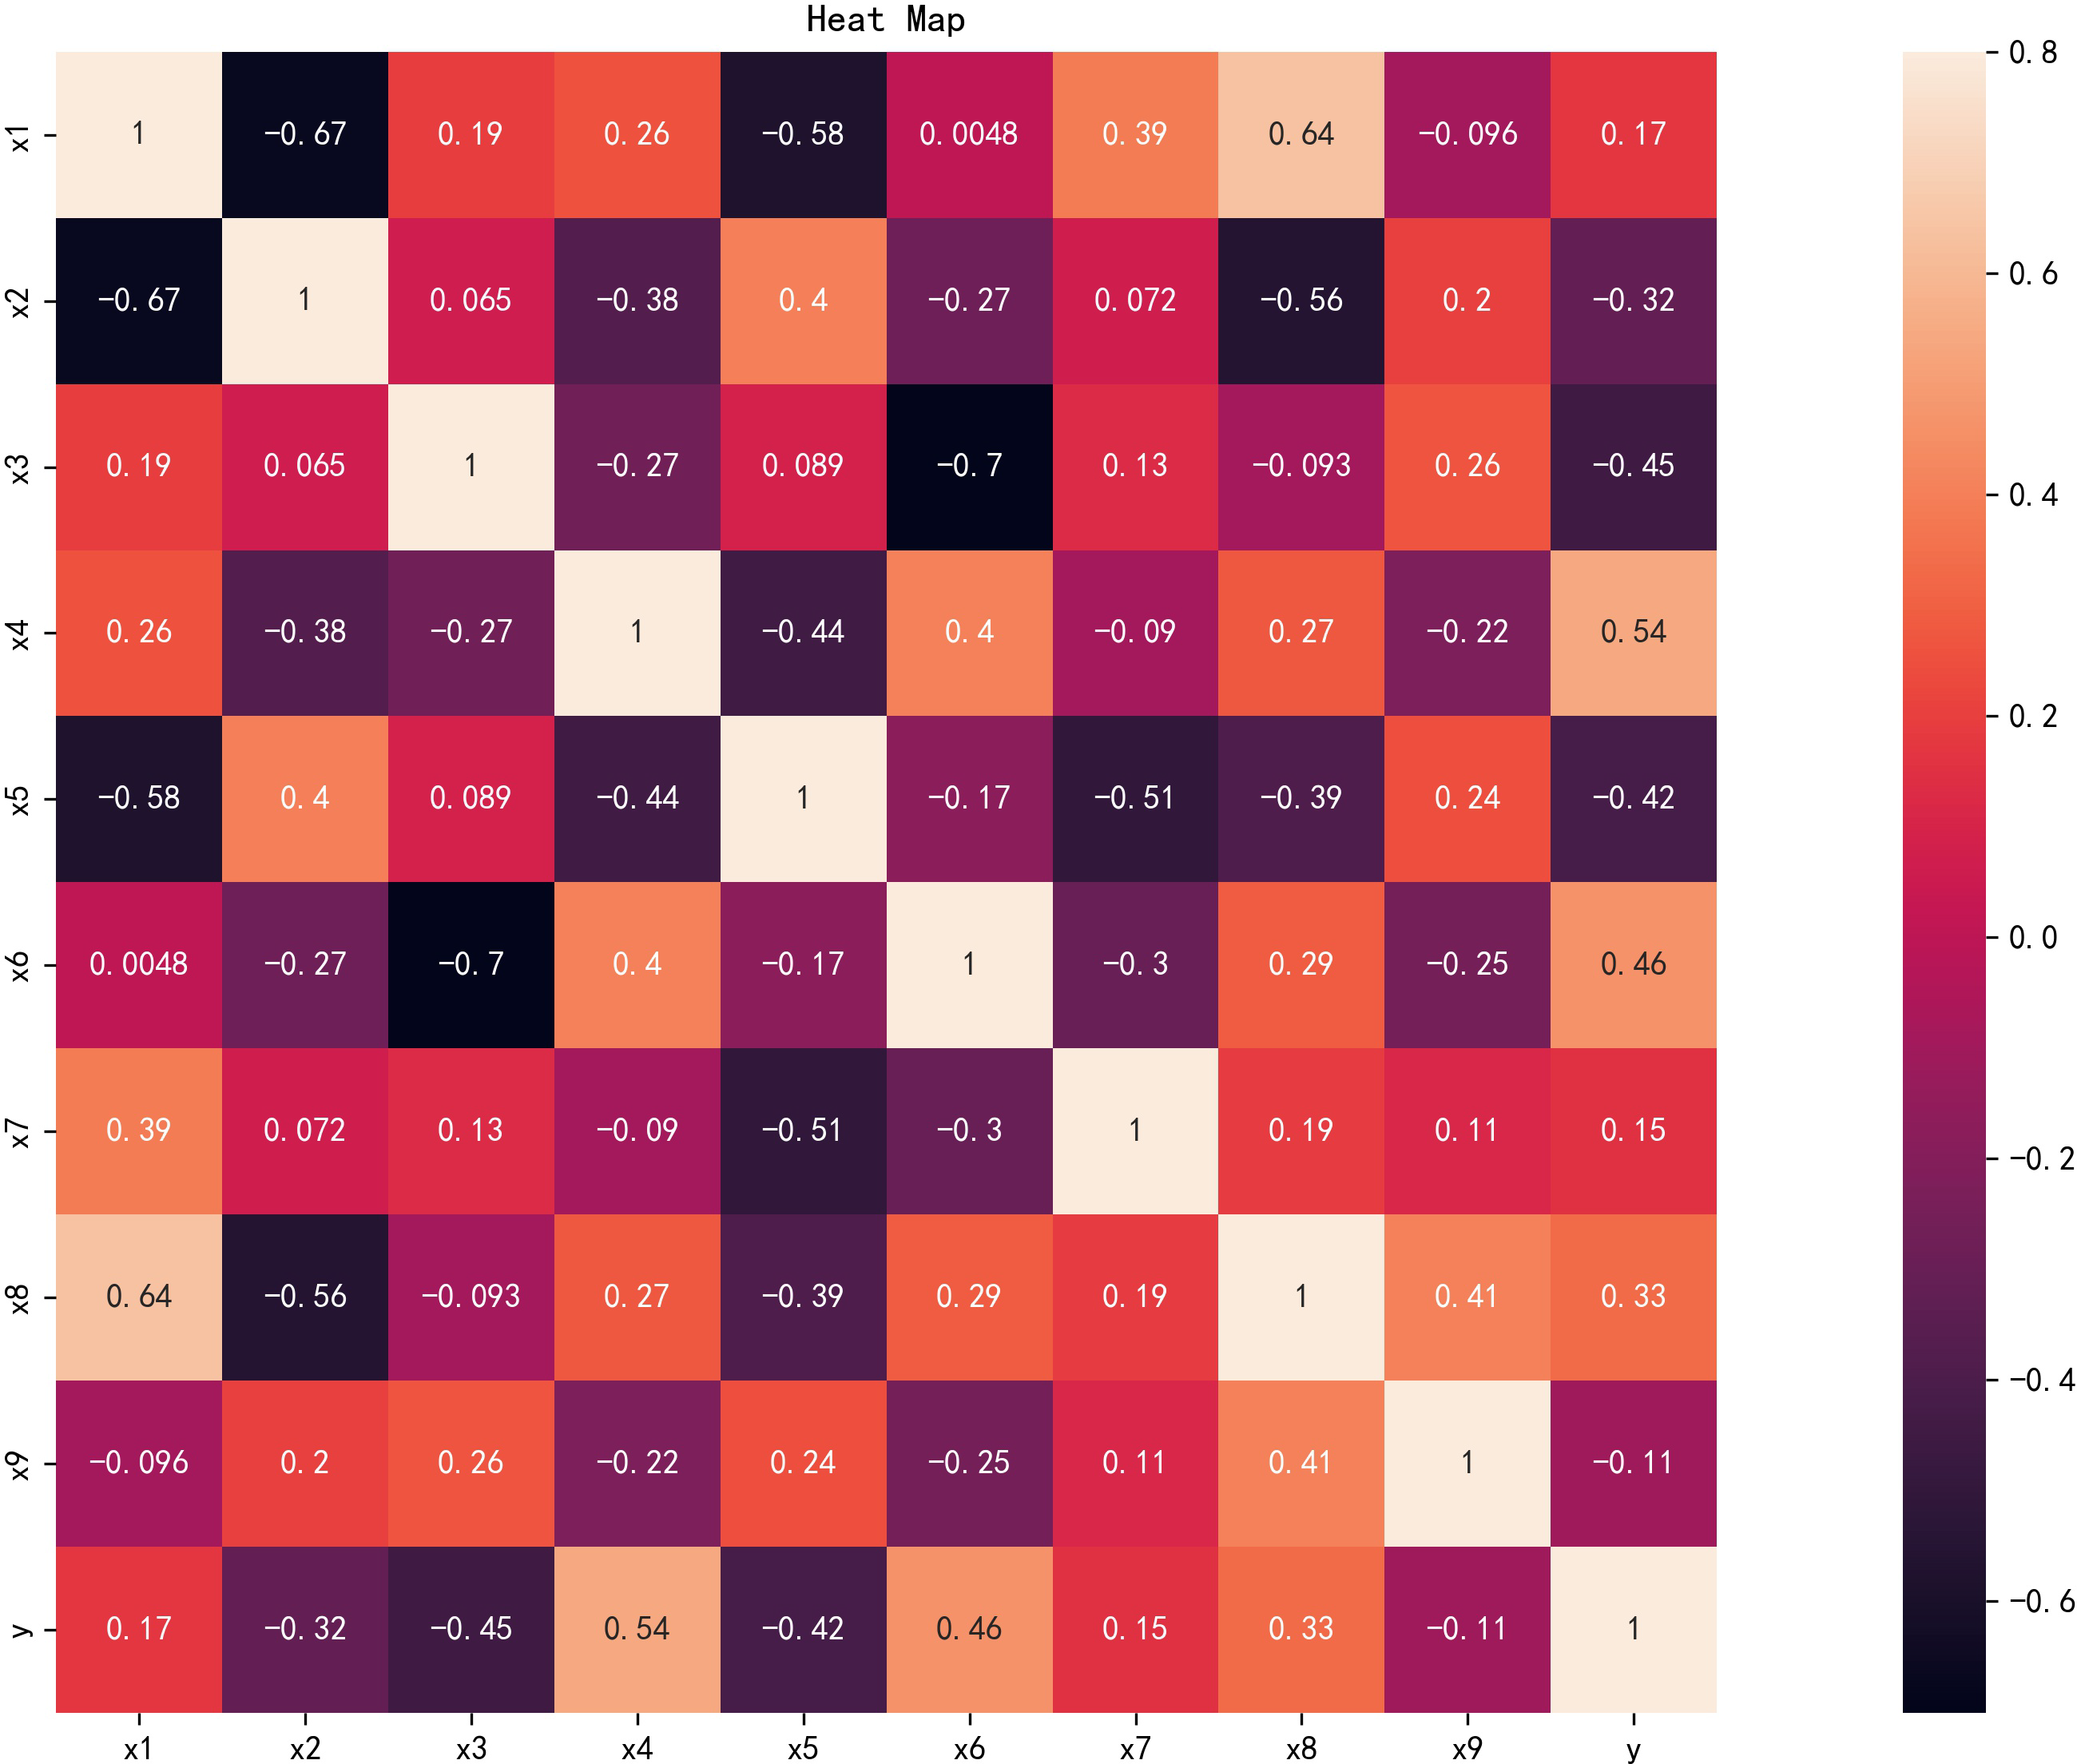 Heat Map
x1 1 −0.67 0.19 0.26 −0.58 0.0048 0.39 0.64 −0.096 0.17
x2 −0.67 1 0.065 −0.38 0.4 −0.27 0.072 −0.56 0.2 −0.32
x3 0.19 0.065 1 −0.27 0.089 −0.7 0.13 −0.093 0.26 −0.45
x4 0.26 −0.38 −0.27 1 −0.44 0.4 −0.09 0.27 −0.22 0.54
x5 −0.58 0.4 0.089 −0.44 1 −0.17 −0.51 −0.39 0.24 −0.42
x6 0.0048 −0.27 −0.7 0.4 −0.17 1 −0.3 0.29 −0.25 0.46
x7 0.39 0.072 0.13 −0.09 −0.51 −0.3 1 0.19 0.11 0.15
x8 0.64 −0.56 −0.093 0.27 −0.39 0.29 0.19 1 0.41 0.33
x9 −0.096 0.2 0.26 −0.22 0.24 −0.25 0.11 0.41 1 −0.11
y 0.17 −0.32 −0.45 0.54 −0.42 0.46 0.15 0.33 −0.11 1
x1 x2 x3 x4 x5 x6 x7 x8 x9 y
0.8
0.6
0.4
0.2
0.0
−0.2
−0.4
−0.6